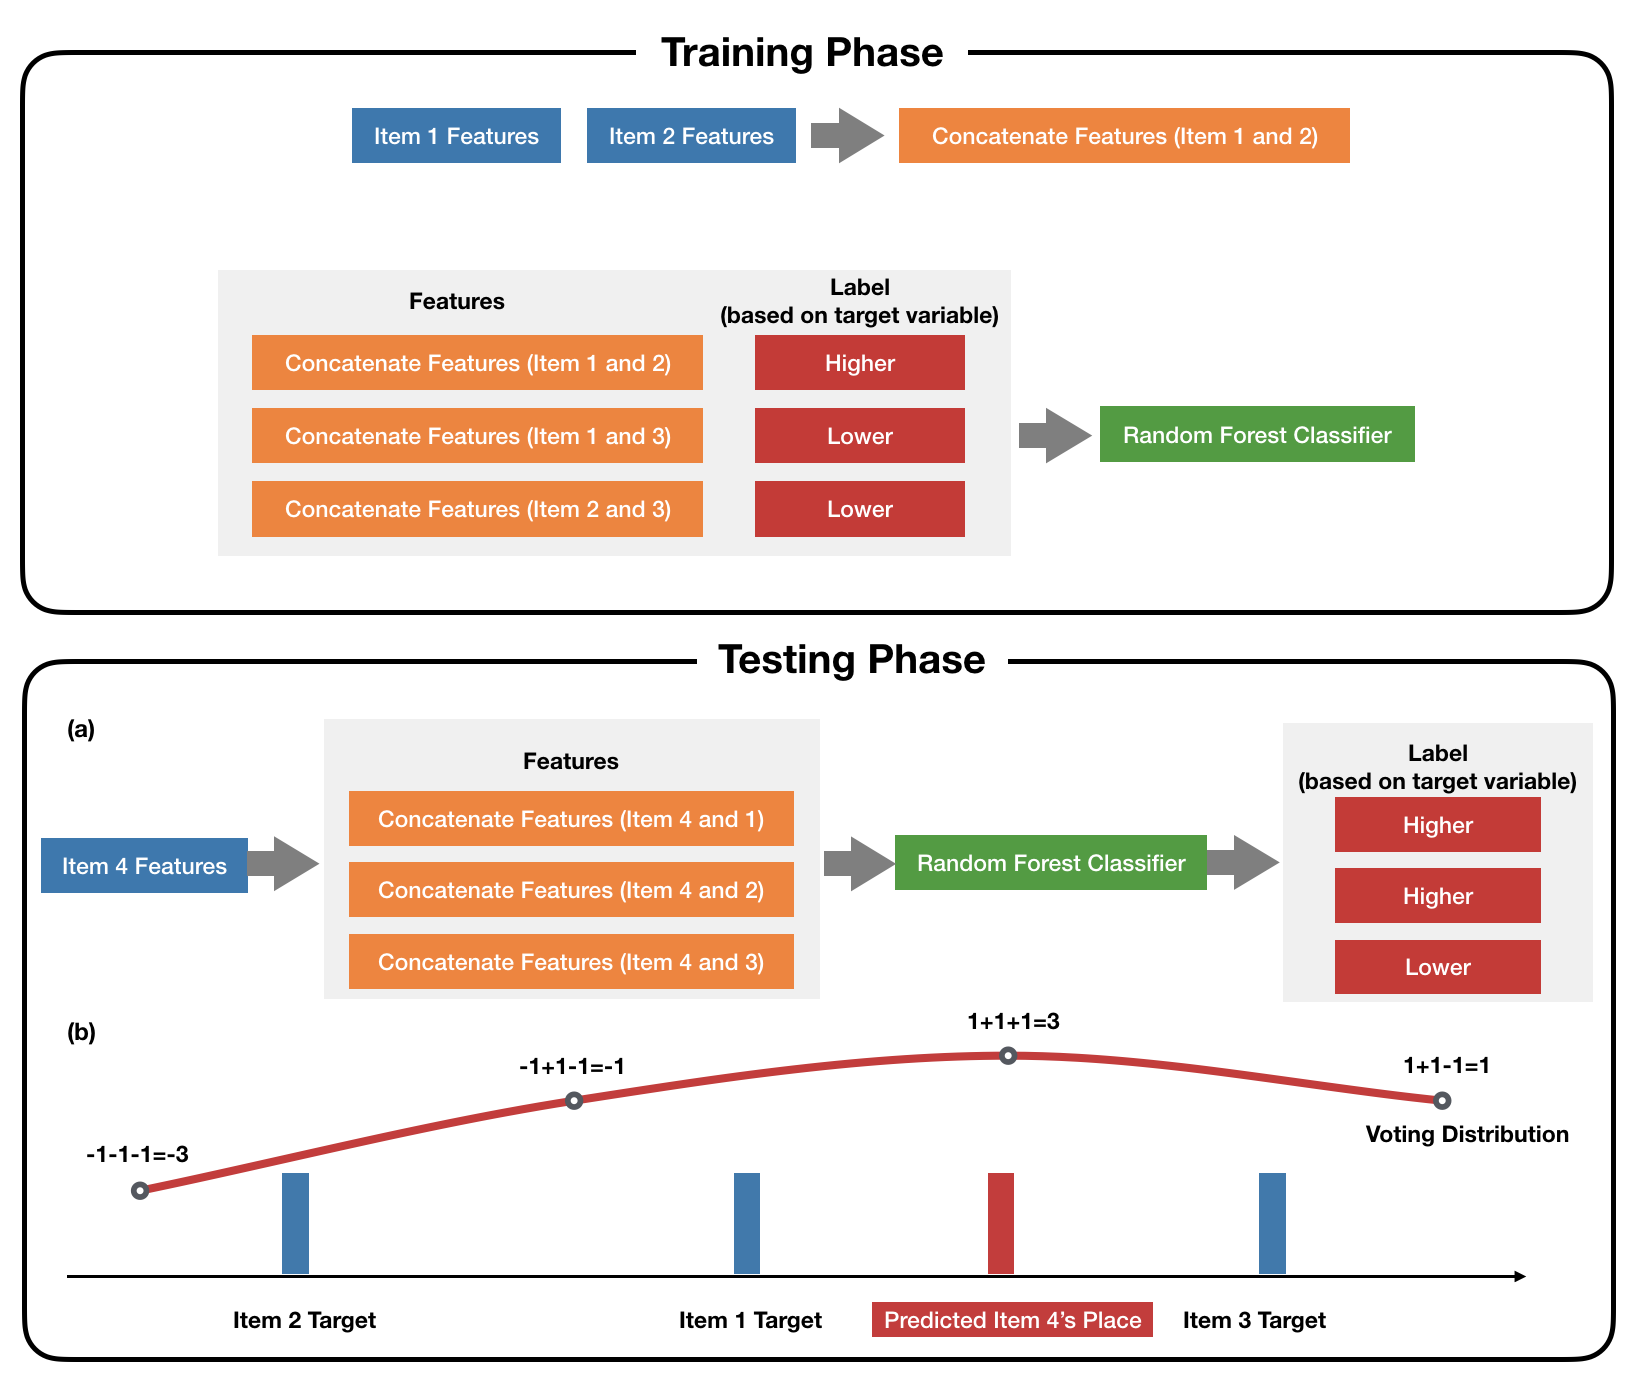 Training Phase
Item 1 Features
Item 2 Features
Concatenate Features (Item 1 and 2)
Features
Label
(based on target variable)
Concatenate Features (Item 1 and 2)
Higher
Concatenate Features (Item 1 and 3)
Lower
Concatenate Features (Item 2 and 3)
Lower
Random Forest Classifier
Testing Phase
(a)
Item 4 Features
Features
Concatenate Features (Item 4 and 1)
Concatenate Features (Item 4 and 2)
Concatenate Features (Item 4 and 3)
Random Forest Classifier
Label
(based on target variable)
Higher
Higher
Lower
(b)
-1-1-1=-3
-1+1-1=-1
1+1+1=3
1+1-1=1
Voting Distribution
Item 2 Target
Item 1 Target
Predicted Item 4's Place
Item 3 Target